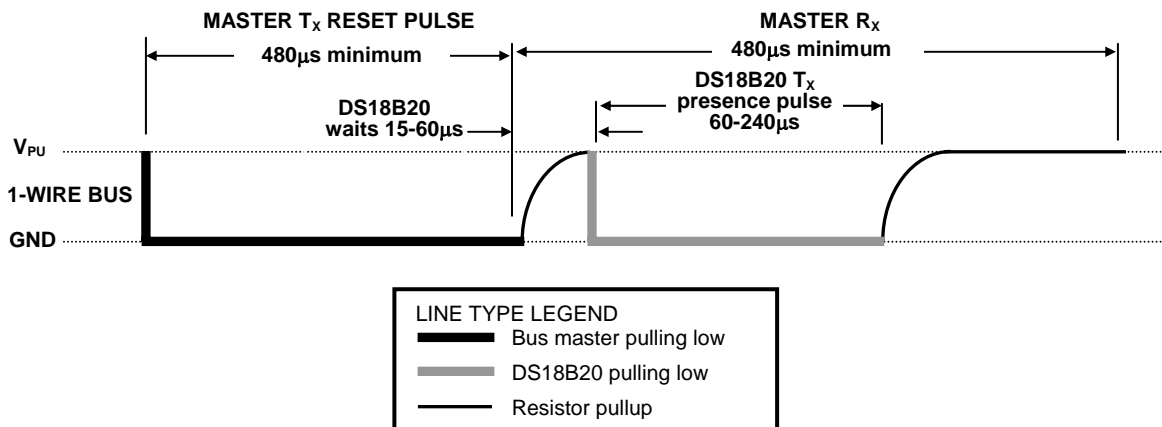 MASTER TX RESET PULSE
480μs minimum
MASTER RX
480μs minimum
DS18B20 TX
presence pulse
60-240μs
DS18B20
waits 15-60μs
VPU
1-WIRE BUS
GND
LINE TYPE LEGEND
Bus master pulling low
DS18B20 pulling low
Resistor pullup